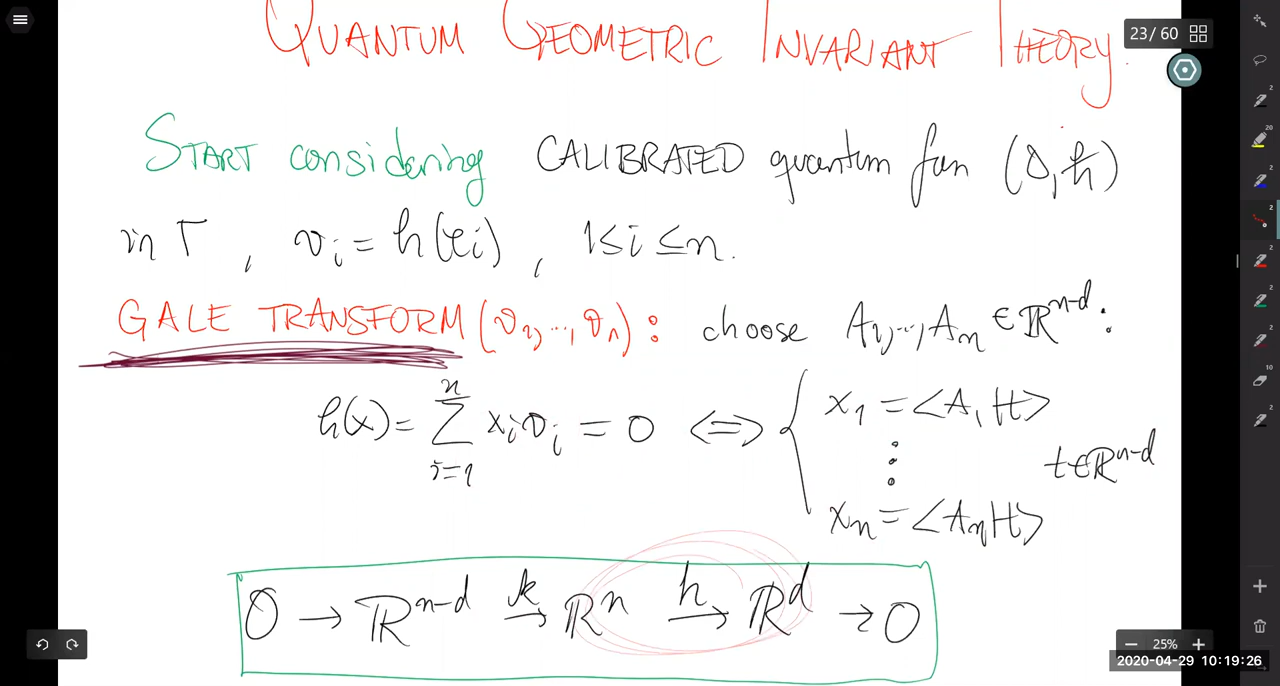 QUANTUM GEOMETRIC INVARIANT THEORY.
23/60
START considering CALIBRATED quantum fan (Δ, h)
in Γ, v_i = h(e_i), 1 ≤ i ≤ n.
GALE TRANSFORM (v_1, ..., v_n): choose A_1, ..., A_n ∈ ℝ^{n-d}:
h(x) = ∑_{i=1}^{n} x_i v_i = 0 ⟺ { x_1 = <A_1, t>
⋮
t ∈ ℝ^{n-d}
x_n = <A_n, t>
0 → ℝ^{n-d} →^k ℝ^n →^h ℝ^d → 0
25%
2020-04-29 10:19:26